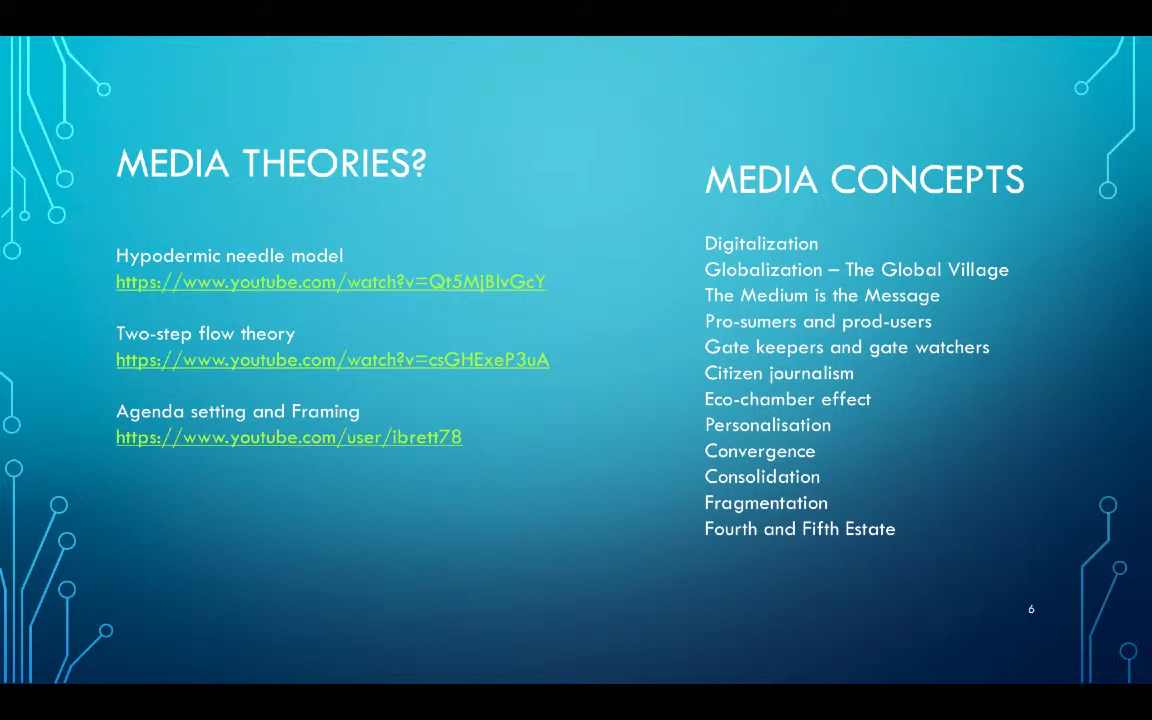 MEDIA THEORIES?
Hypodermic needle model
https://www.youtube.com/watch?v=Qt5MjBlvGcY
Two-step flow theory
https://www.youtube.com/watch?v=csGHExeP3uA
Agenda setting and Framing
https://www.youtube.com/user/ibrett78
MEDIA CONCEPTS
Digitalization
Globalization – The Global Village
The Medium is the Message
Pro-sumers and prod-users
Gate keepers and gate watchers
Citizen journalism
Eco-chamber effect
Personalisation
Convergence
Consolidation
Fragmentation
Fourth and Fifth Estate
6